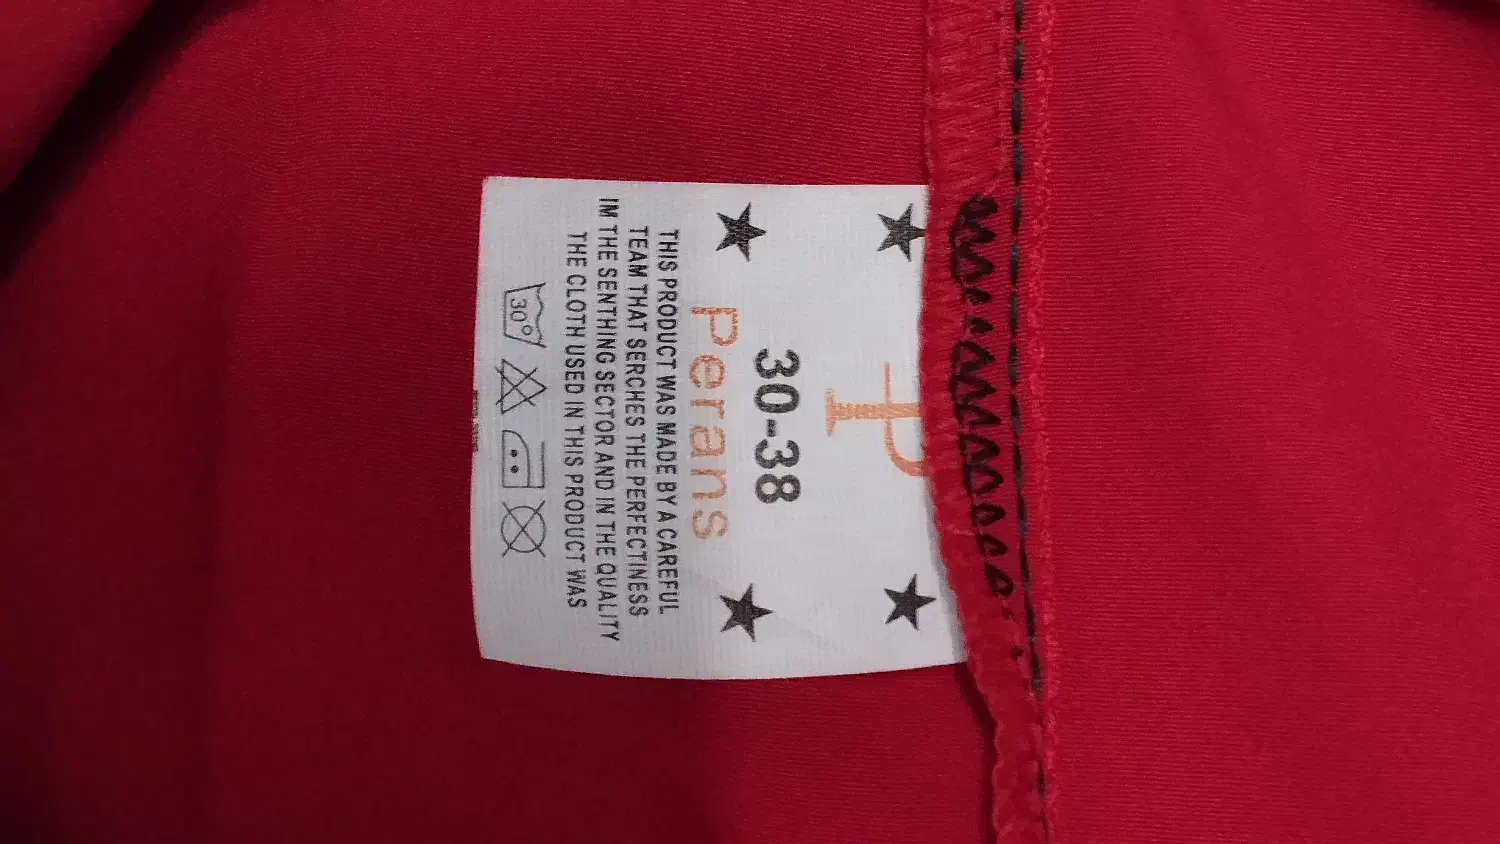 P
30-38
Perans
THIS PRODUCT WAS MADE BY A CAREFUL
TEAM THAT SERCHES THE PERFECTINESS
IM THE SENTHING SECTOR AND IN THE QUALITY
THE CLOTH USED IN THIS PRODUCT WAS
30°